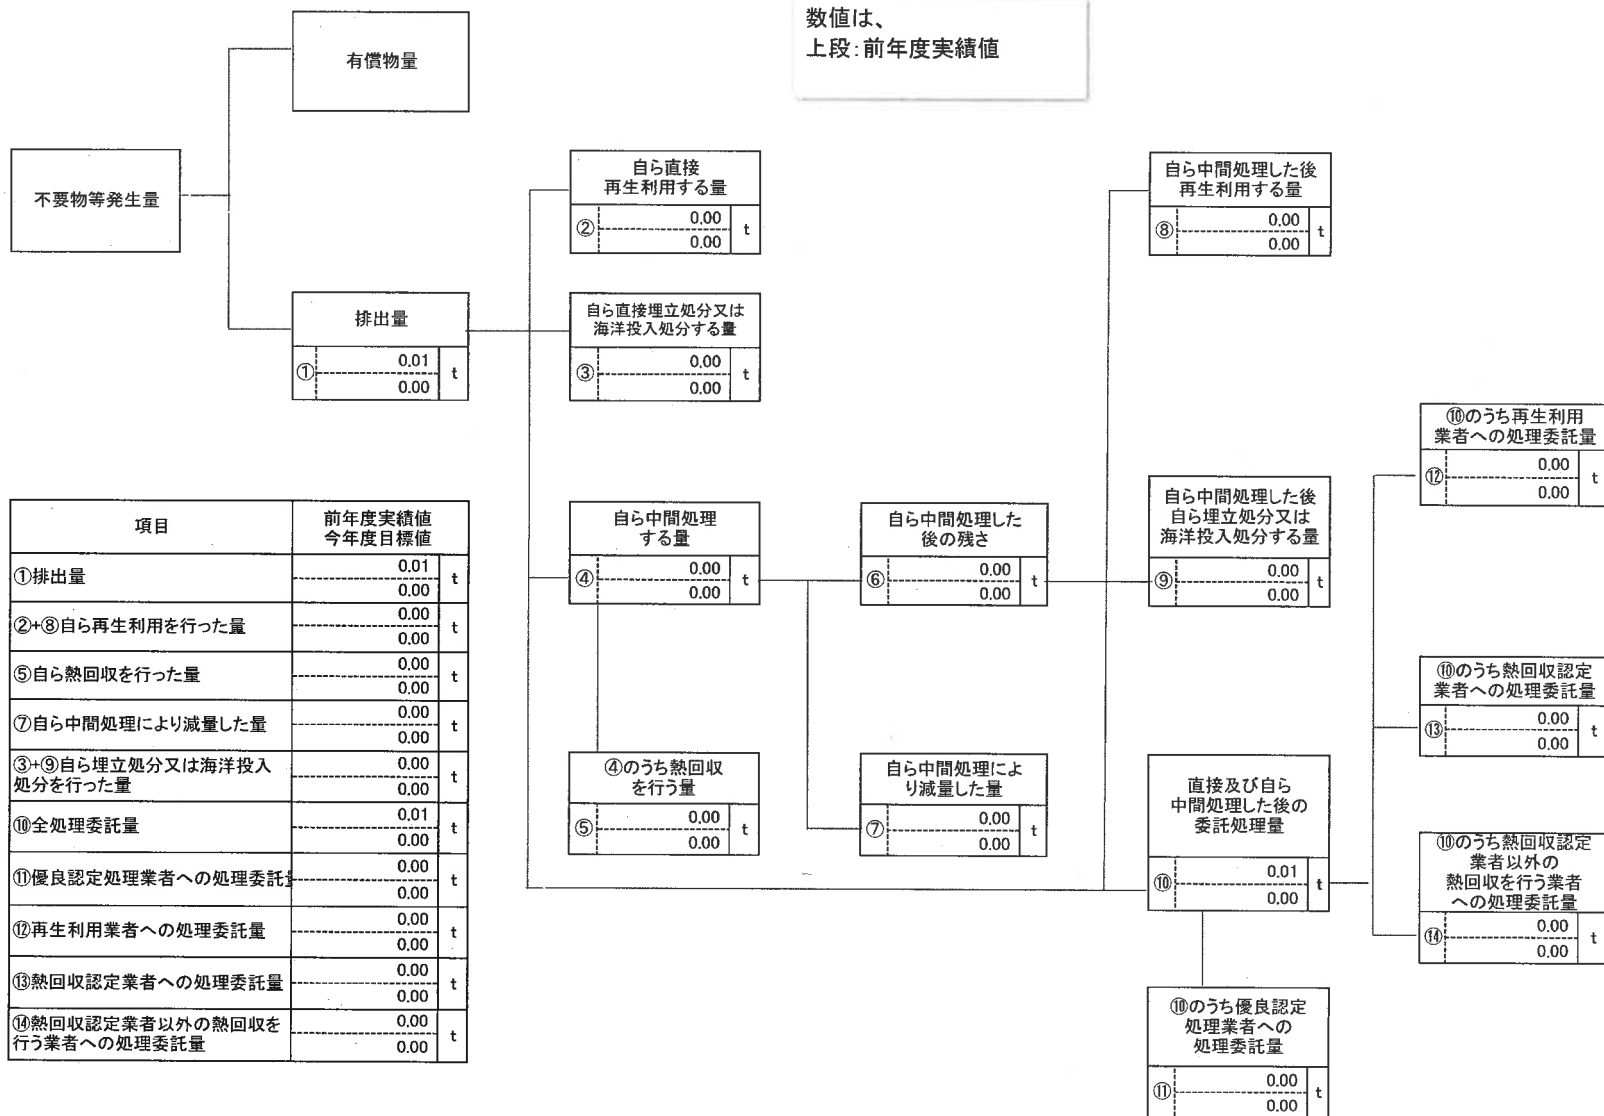 数値は、
上段:前年度実績値
有償物量
不要物等発生量
排出量
①
0.01
0.00
t
自ら直接
再生利用する量
②
0.00
0.00
t
自ら直接埋立処分又は
海洋投入処分する量
③
0.00
0.00
t
自ら中間処理
する量
④
0.00
0.00
t
④のうち熱回収
を行う量
⑤
0.00
0.00
t
自ら中間処理した
後の残さ
⑥
0.00
0.00
t
自ら中間処理によ
り減量した量
⑦
0.00
0.00
t
自ら中間処理した後
再生利用する量
⑧
0.00
0.00
t
自ら中間処理した後
自ら埋立処分又は
海洋投入処分する量
⑨
0.00
0.00
t
直接及び自ら
中間処理した後の
委託処理量
⑩
0.01
0.00
t
⑩のうち優良認定
処理業者への
処理委託量
⑪
0.00
0.00
t
⑩のうち再生利用
業者への処理委託量
⑫
0.00
0.00
t
⑩のうち熱回収認定
業者への処理委託量
⑬
0.00
0.00
t
⑩のうち熱回収認定
業者以外の
熱回収を行う業者
への処理委託量
⑭
0.00
0.00
t
項目
前年度実績値
今年度目標値
①排出量
0.01
0.00
t
②+⑧自ら再生利用を行った量
0.00
0.00
t
⑤自ら熱回収を行った量
0.00
0.00
t
⑦自ら中間処理により減量した量
0.00
0.00
t
③+⑨自ら埋立処分又は海洋投入
処分を行った量
0.00
0.00
t
⑩全処理委託量
0.01
0.00
t
⑪優良認定処理業者への処理委託
0.00
0.00
t
⑫再生利用業者への処理委託量
0.00
0.00
t
⑬熱回収認定業者への処理委託量
0.00
0.00
t
⑭熱回収認定業者以外の熱回収を
行う業者への処理委託量
0.00
0.00
t